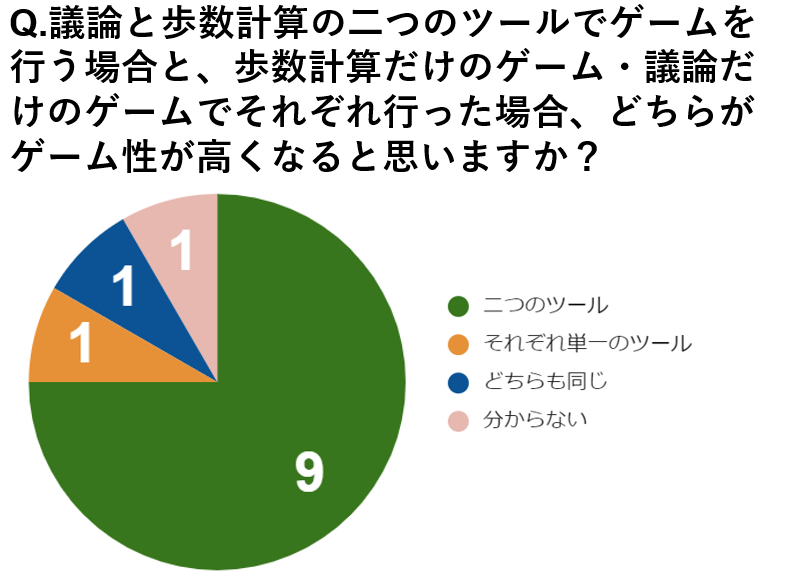 Q.議論と歩数計算の二つのツールでゲームを
行う場合と、歩数計算だけのゲーム・議論だ
けのゲームでそれぞれ行った場合、どちらが
ゲーム性が高くなると思いますか？
1
1
1
9
二つのツール
それぞれ単一のツール
どちらも同じ
分からない